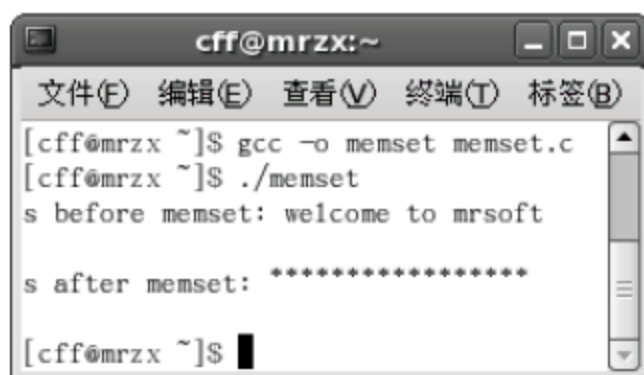 cff@mrzx:~
文件(F) 编辑(E) 查看(V) 终端(T) 标签(B)
[cff@mrzx ~]$ gcc -o memset memset.c
[cff@mrzx ~]$ ./memset
s before memset: welcome to mrsoft
s after memset: *****************
[cff@mrzx ~]$